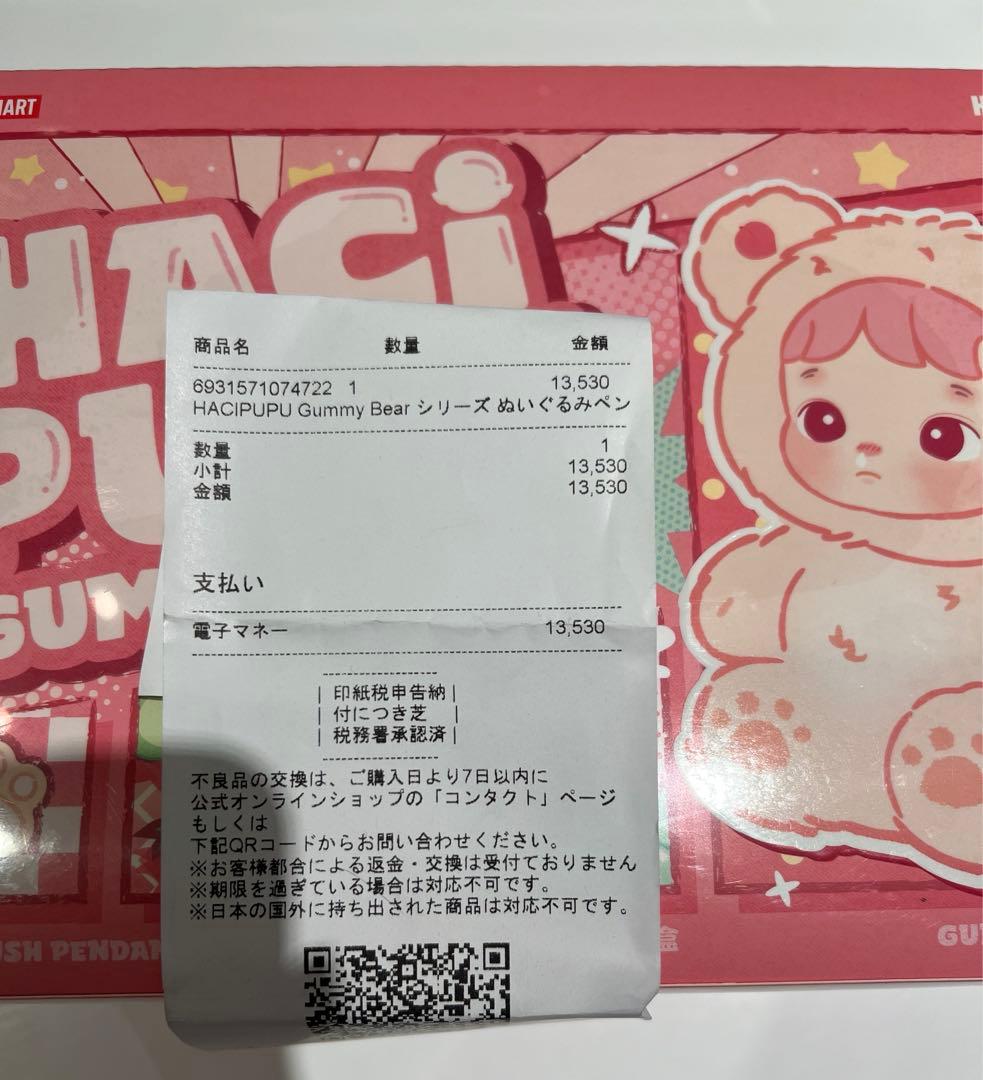 MART
H
HACi
PU
GUM
商品名 数量 金額
6931571074722 1 13,530
HACIPUPU Gummy Bear シリーズ ぬいぐるみペン
数量 1
小計 13,530
金額 13,530
支払い
電子マネー 13,530
| 印紙税申告納 |
| 付につき芝 |
| 税務署承認済 |
不良品の交換は、ご購入日より7日以内に
公式オンラインショップの「コンタクト」ページ
もしくは
下記QRコードからお問い合わせください。
※お客様都合による返金・交換は受付ておりません
※期限を過ぎている場合は対応不可です。
※日本の国外に持ち出された商品は対応不可です。
USH PENDAN
盒
GU